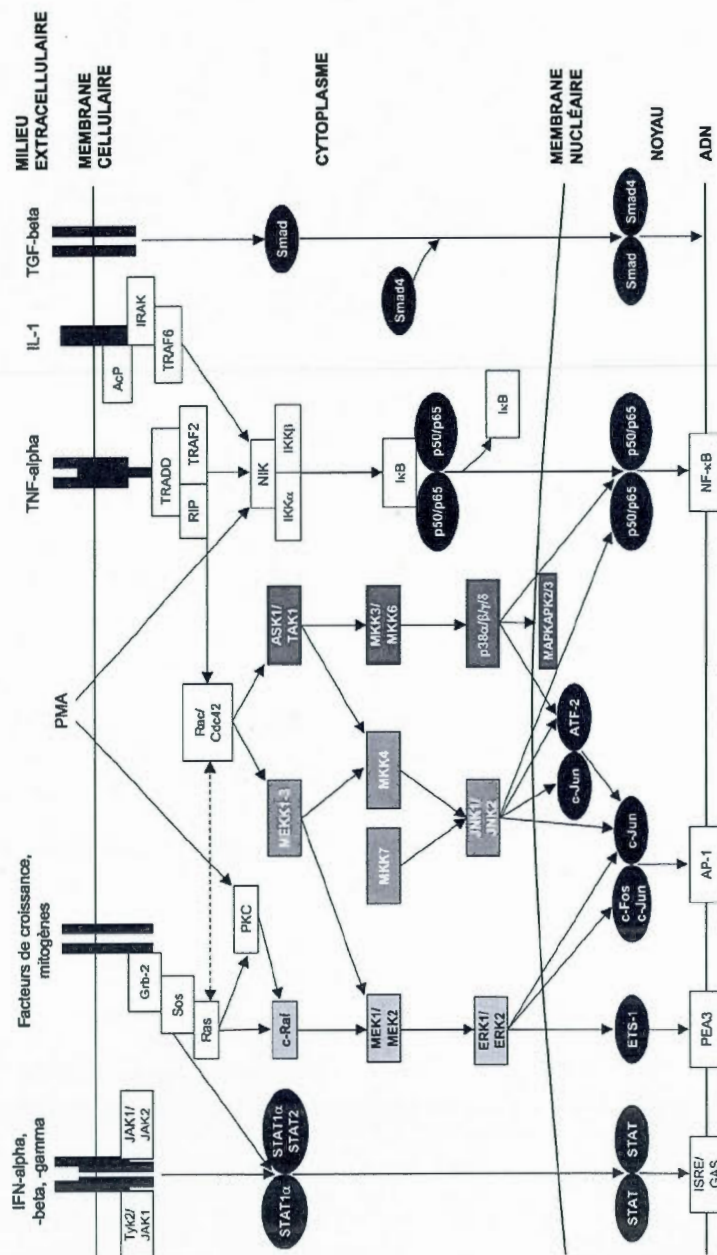 IFN-alpha,
-beta, -gamma
Facteurs de croissance,
mitogènes
PMA
TNF-alpha
IL-1
TGF-beta
MILIEU
EXTRACELLULAIRE
MEMBRANE
CELLULAIRE
Tyk2/
JAK1
JAK1/
JAK2
Grb-2
Sos
Ras
PKC
Rac/
Cdc42
TRADD
RIP
TRAF2
AcP
IRAK
TRAF6
STAT1α
STAT1α
STAT2
c-Raf
MEKK1-3
ASK1/
TAK1
NIK
IKKα
IKKβ
Smad
CYTOPLASME
MEK1/
MEK2
MKK7
MKK4
MKK3/
MKK6
IκB
p50/p65
p50/p65
Smad4
ERK1/
ERK2
JNK1/
JNK2
p38α/β/γ/δ
IκB
MAPKAPK2/3
MEMBRANE
NUCLÉAIRE
c-Jun
ATF-2
STAT
STAT
ETS-1
c-Fos
c-Jun
c-Jun
p50/p65
p50/p65
Smad
Smad4
NOYAU
ISRE/
GAS
PEA3
AP-1
NF-κB
ADN